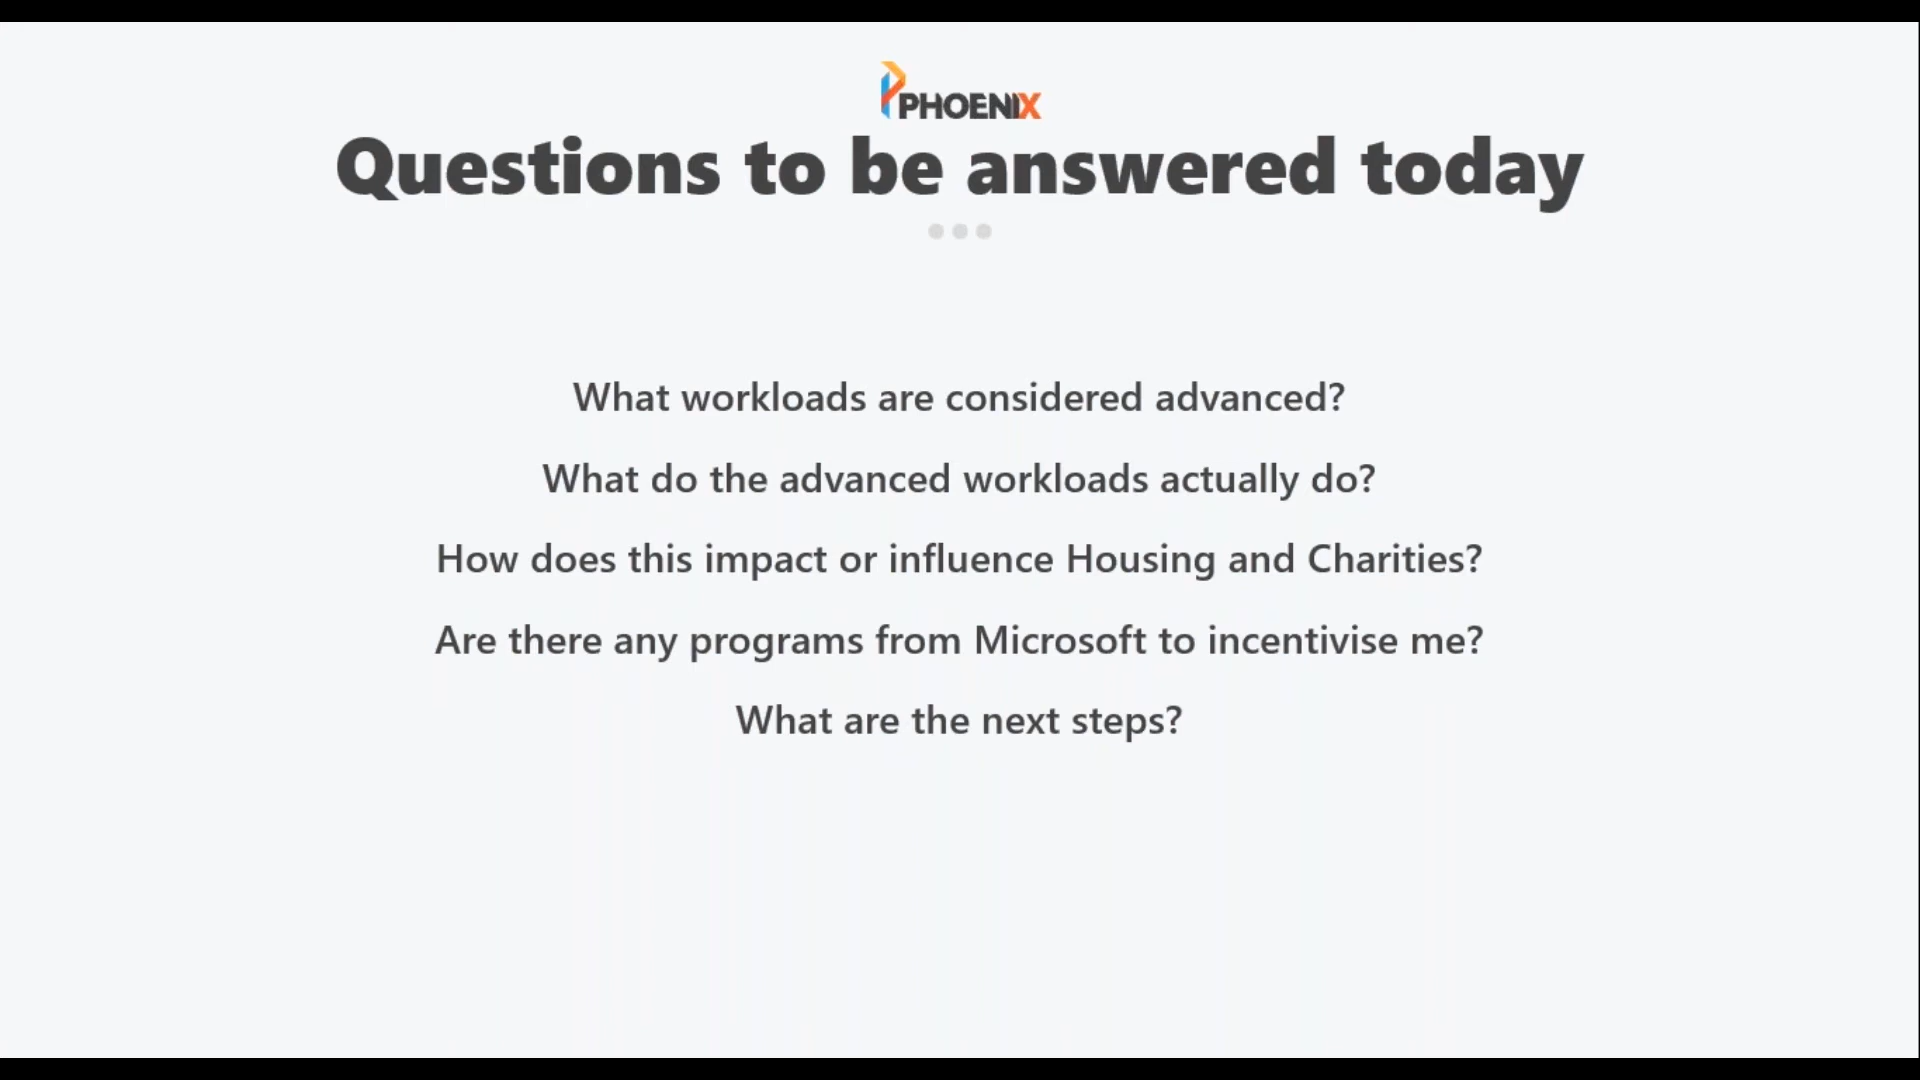 PHOENIX
Questions to be answered today
What workloads are considered advanced?
What do the advanced workloads actually do?
How does this impact or influence Housing and Charities?
Are there any programs from Microsoft to incentivise me?
What are the next steps?